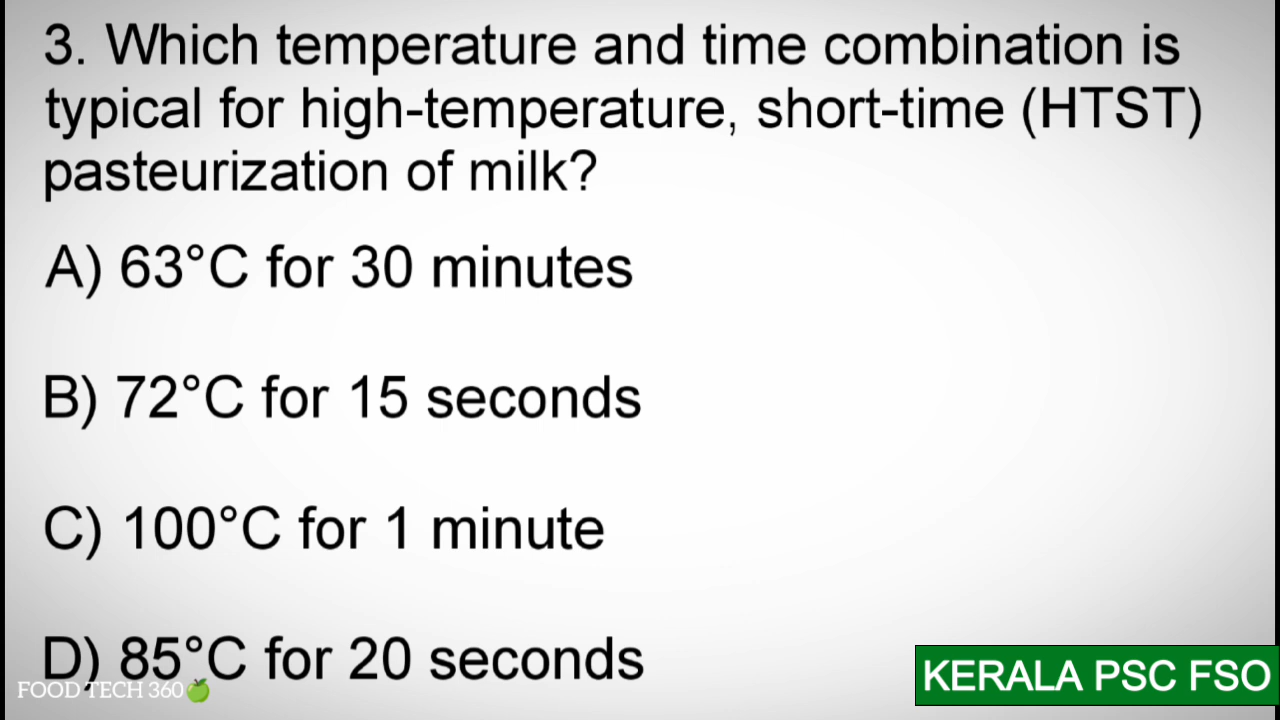 3. Which temperature and time combination is
typical for high-temperature, short-time (HTST)
pasteurization of milk?
A) 63°C for 30 minutes
B) 72°C for 15 seconds
C) 100°C for 1 minute
D) 85°C for 20 seconds
FOOD TECH 360🍏
KERALA PSC FSO